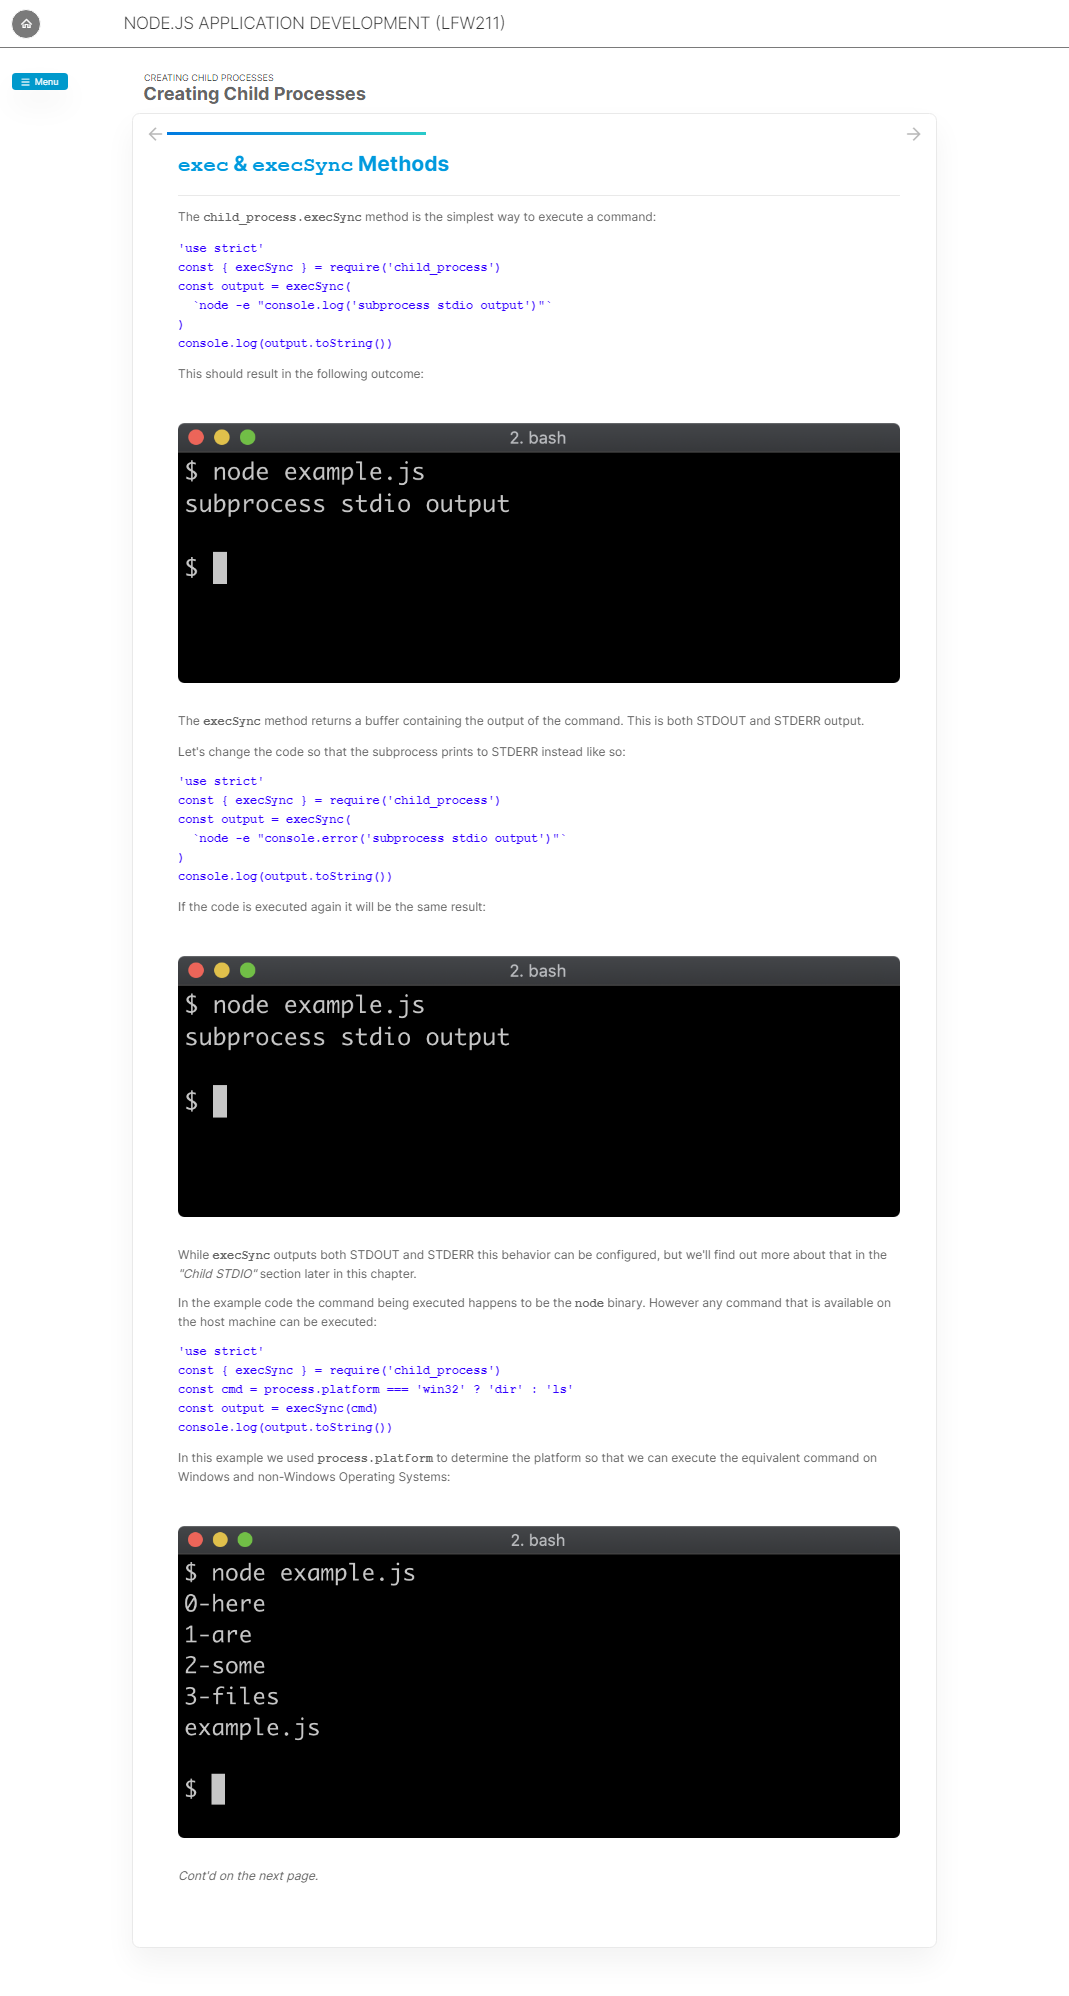 NODE.JS APPLICATION DEVELOPMENT (LFW211)
Menu
CREATING CHILD PROCESSES
Creating Child Processes
exec & execSync Methods
The child_process.execSync method is the simplest way to execute a command:
'use strict'
const { execSync } = require('child_process')
const output = execSync(
  `node -e "console.log('subprocess stdio output')"`
)
console.log(output.toString())
This should result in the following outcome:
2. bash
$ node example.js
subprocess stdio output
$
The execSync method returns a buffer containing the output of the command. This is both STDOUT and STDERR output.
Let's change the code so that the subprocess prints to STDERR instead like so:
'use strict'
const { execSync } = require('child_process')
const output = execSync(
  `node -e "console.error('subprocess stdio output')"`
)
console.log(output.toString())
If the code is executed again it will be the same result:
2. bash
$ node example.js
subprocess stdio output
$
While execSync outputs both STDOUT and STDERR this behavior can be configured, but we'll find out more about that in the
"Child STDIO" section later in this chapter.
In the example code the command being executed happens to be the node binary. However any command that is available on
the host machine can be executed:
'use strict'
const { execSync } = require('child_process')
const cmd = process.platform === 'win32' ? 'dir' : 'ls'
const output = execSync(cmd)
console.log(output.toString())
In this example we used process.platform to determine the platform so that we can execute the equivalent command on
Windows and non-Windows Operating Systems:
2. bash
$ node example.js
0-here
1-are
2-some
3-files
example.js
$
Cont'd on the next page.